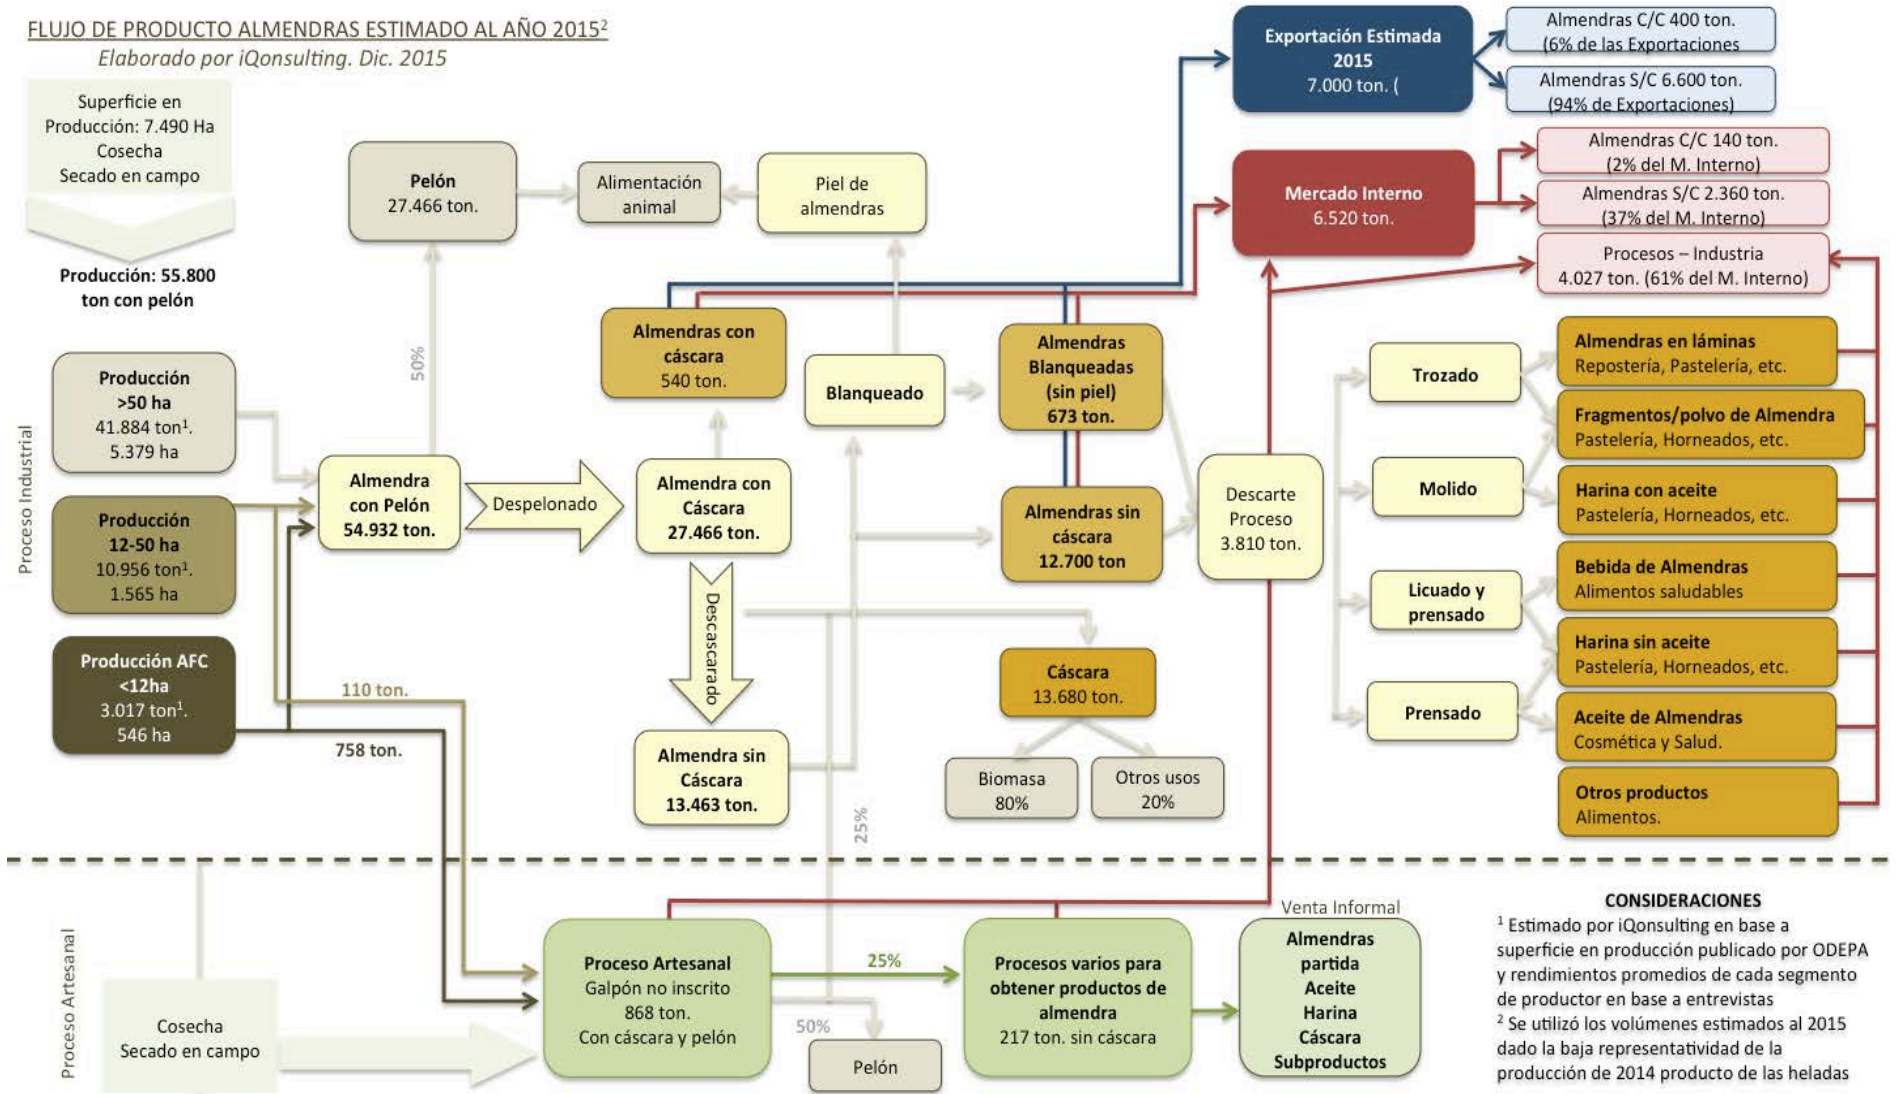 FLUJO DE PRODUCTO ALMENDRAS ESTIMADO AL AÑO 2015²
Elaborado por iQonsulting. Dic. 2015
Superficie en
Producción: 7.490 Ha
Cosecha
Secado en campo
Producción: 55.800
ton con pelón
Exportación Estimada
2015
7.000 ton. (
Almendras C/C 400 ton.
(6% de las Exportaciones
Almendras S/C 6.600 ton.
(94% de Exportaciones)
Mercado Interno
6.520 ton.
Almendras C/C 140 ton.
(2% del M. Interno)
Almendras S/C 2.360 ton.
(37% del M. Interno)
Procesos – Industria
4.027 ton. (61% del M. Interno)
Pelón
27.466 ton.
Alimentación
animal
Piel de
almendras
50%
Proceso Industrial
Producción
>50 ha
41.884 ton¹.
5.379 ha
Producción
12-50 ha
10.956 ton¹.
1.565 ha
Producción AFC
<12ha
3.017 ton¹.
546 ha
110 ton.
758 ton.
Almendra
con Pelón
54.932 ton.
Despelonado
Almendras con
cáscara
540 ton.
Almendra con
Cáscara
27.466 ton.
Descascarado
Almendra sin
Cáscara
13.463 ton.
Blanqueado
Almendras
Blanqueadas
(sin piel)
673 ton.
Almendras sin
cáscara
12.700 ton
Descarte
Proceso
3.810 ton.
Cáscara
13.680 ton.
Biomasa
80%
Otros usos
20%
25%
Trozado
Molido
Licuado y
prensado
Prensado
Almendras en láminas
Repostería, Pastelería, etc.
Fragmentos/polvo de Almendra
Pastelería, Horneados, etc.
Harina con aceite
Pastelería, Horneados, etc.
Bebida de Almendras
Alimentos saludables
Harina sin aceite
Pastelería, Horneados, etc.
Aceite de Almendras
Cosmética y Salud.
Otros productos
Alimentos.
Proceso Artesanal
Cosecha
Secado en campo
Proceso Artesanal
Galpón no inscrito
868 ton.
Con cáscara y pelón
25%
50%
Pelón
Procesos varios para
obtener productos de
almendra
217 ton. sin cáscara
Venta Informal
Almendras
partida
Aceite
Harina
Cáscara
Subproductos
CONSIDERACIONES
¹ Estimado por iQonsulting en base a
superficie en producción publicado por ODEPA
y rendimientos promedios de cada segmento
de productor en base a entrevistas
² Se utilizó los volúmenes estimados al 2015
dado la baja representatividad de la
producción de 2014 producto de las heladas